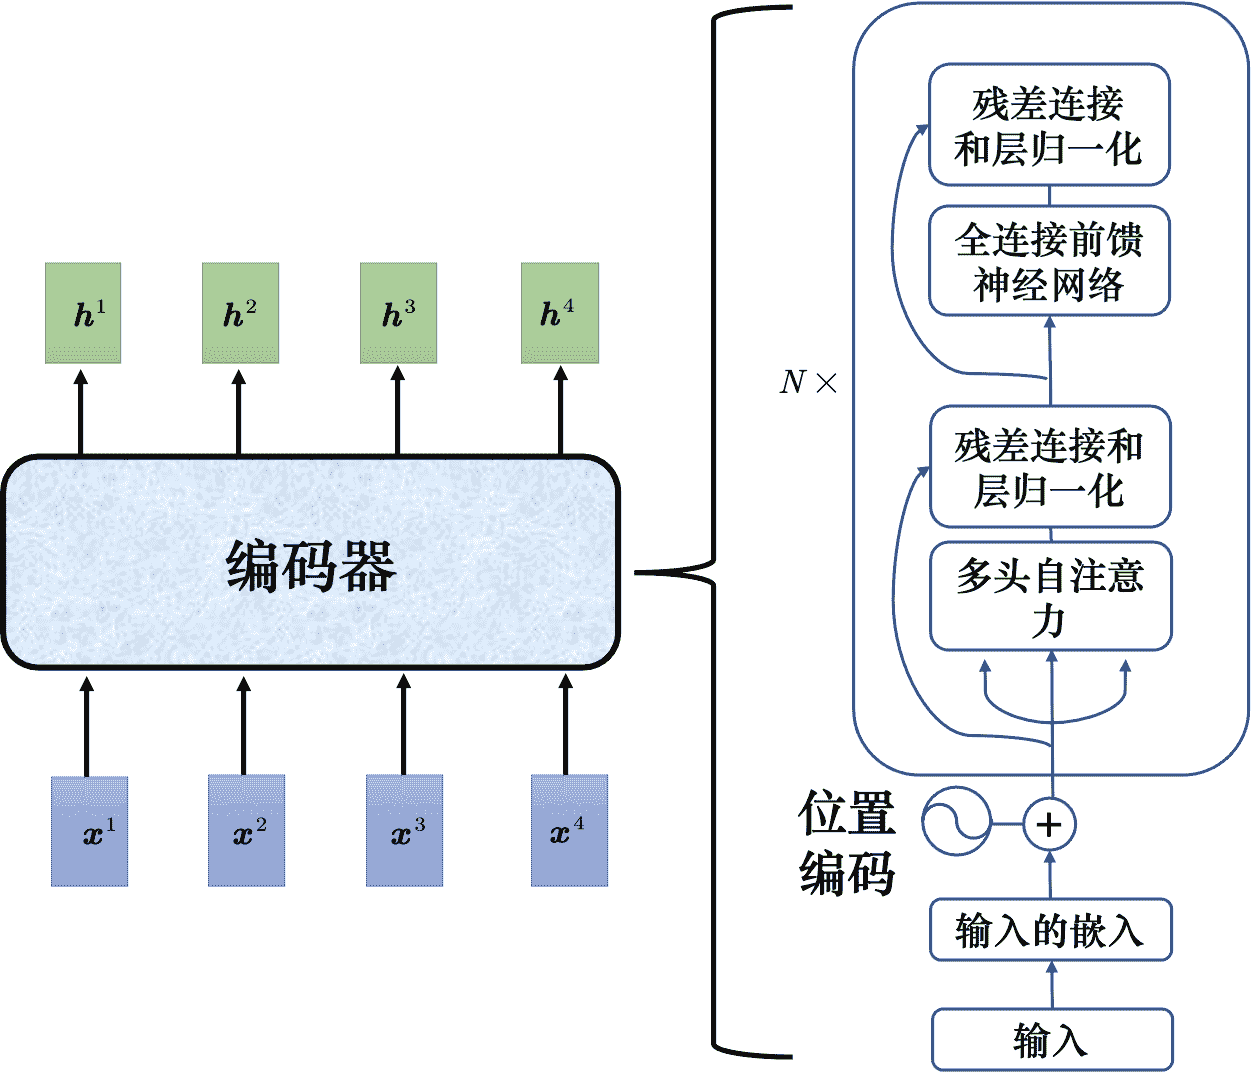 h¹
h²
h³
h⁴
编码器
x¹
x²
x³
x⁴
N ×
残差连接
和层归一化
全连接前馈
神经网络
残差连接和
层归一化
多头自注意
力
位置
编码
+
输入的嵌入
输入